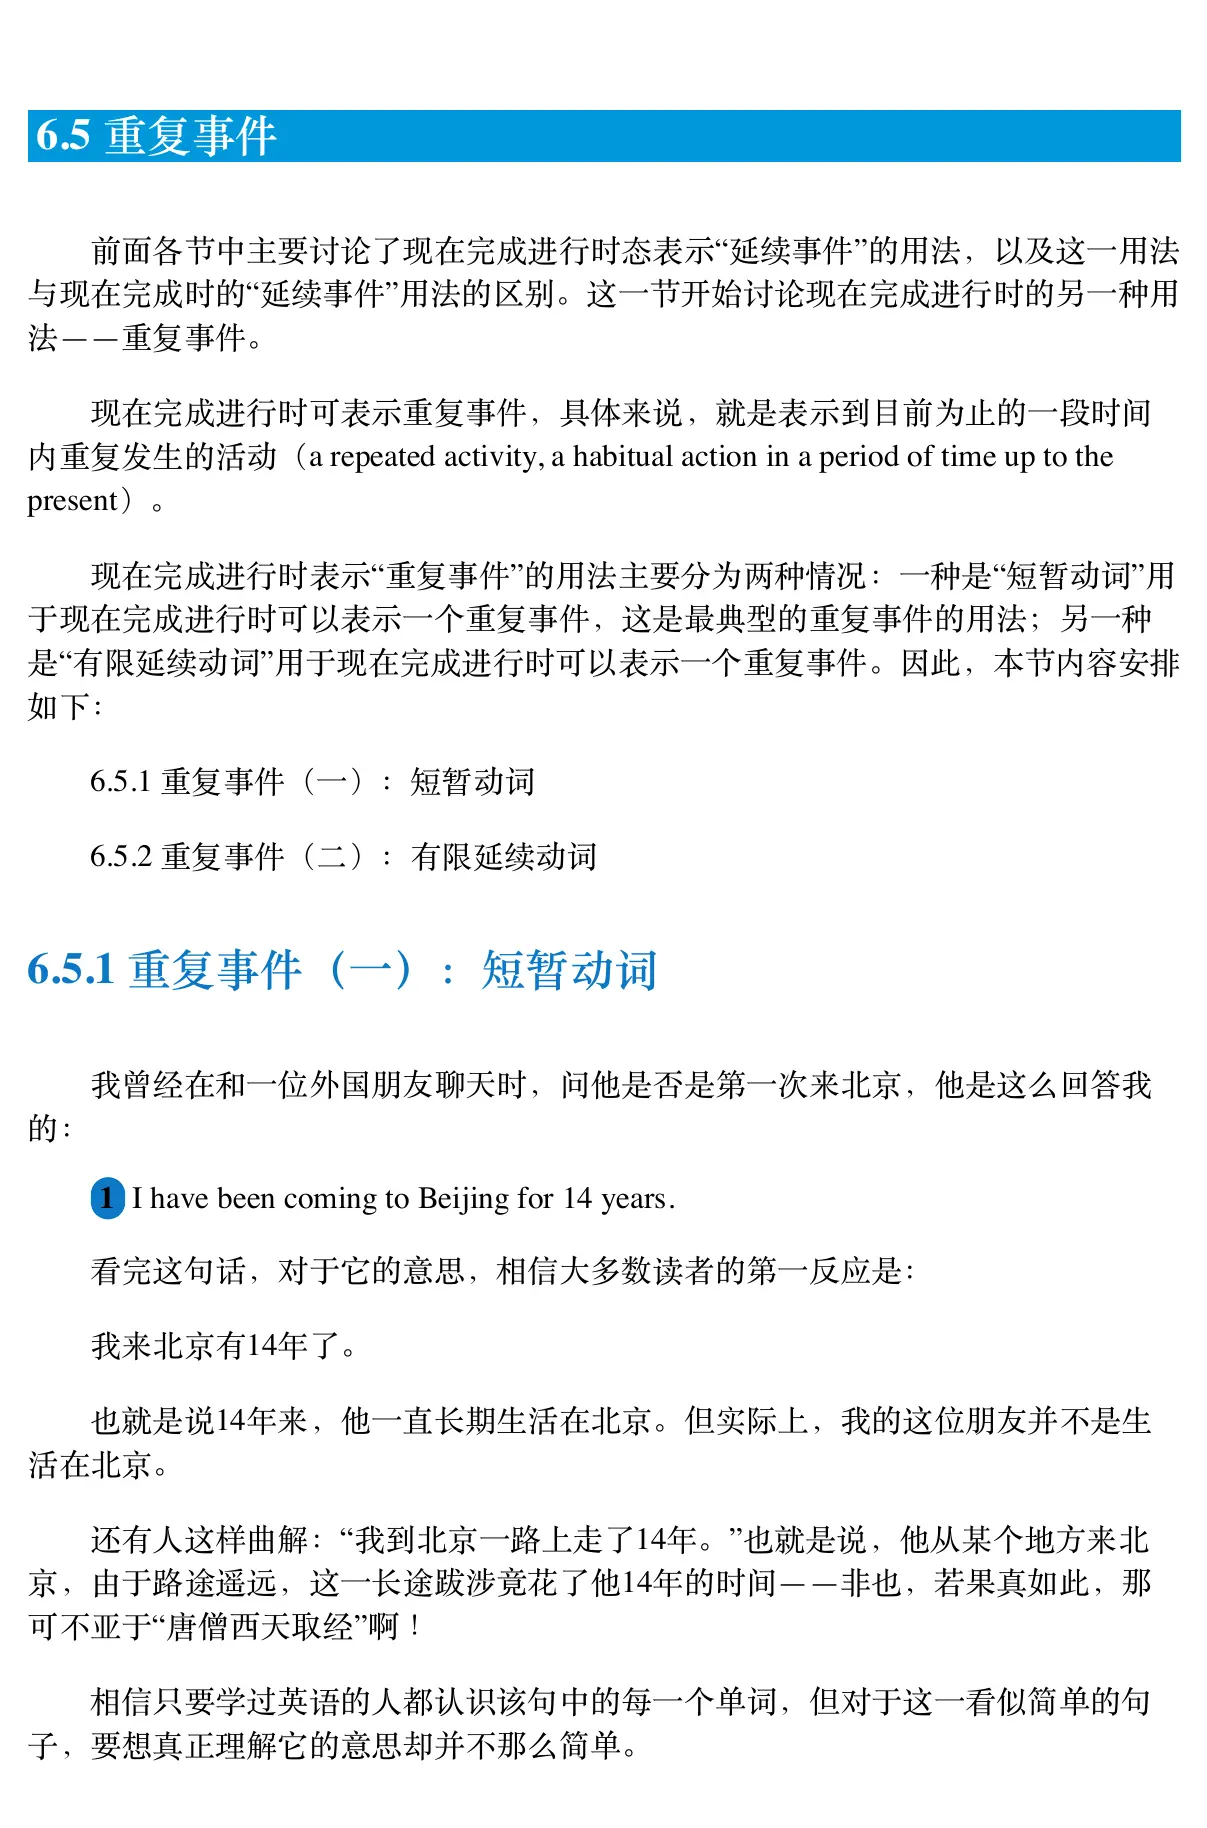 6.5 重复事件
前面各节中主要讨论了现在完成进行时态表示“延续事件”的用法，以及这一用法
与现在完成时的“延续事件”用法的区别。这一节开始讨论现在完成进行时的另一种用
法——重复事件。
现在完成进行时可表示重复事件，具体来说，就是表示到目前为止的一段时间
内重复发生的活动（a repeated activity, a habitual action in a period of time up to the
present）。
现在完成进行时表示“重复事件”的用法主要分为两种情况：一种是“短暂动词”用
于现在完成进行时可以表示一个重复事件，这是最典型的重复事件的用法；另一种
是“有限延续动词”用于现在完成进行时可以表示一个重复事件。因此，本节内容安排
如下：
6.5.1 重复事件（一）：短暂动词
6.5.2 重复事件（二）：有限延续动词
6.5.1 重复事件（一）：短暂动词
我曾经在和一位外国朋友聊天时，问他是否是第一次来北京，他是这么回答我
的：
1 I have been coming to Beijing for 14 years.
看完这句话，对于它的意思，相信大多数读者的第一反应是：
我来北京有14年了。
也就是说14年来，他一直长期生活在北京。但实际上，我的这位朋友并不是生
活在北京。
还有人这样曲解：“我到北京一路上走了14年。”也就是说，他从某个地方来北
京，由于路途遥远，这一长途跋涉竟花了他14年的时间——非也，若果真如此，那
可不亚于“唐僧西天取经”啊！
相信只要学过英语的人都认识该句中的每一个单词，但对于这一看似简单的句
子，要想真正理解它的意思却并不那么简单。